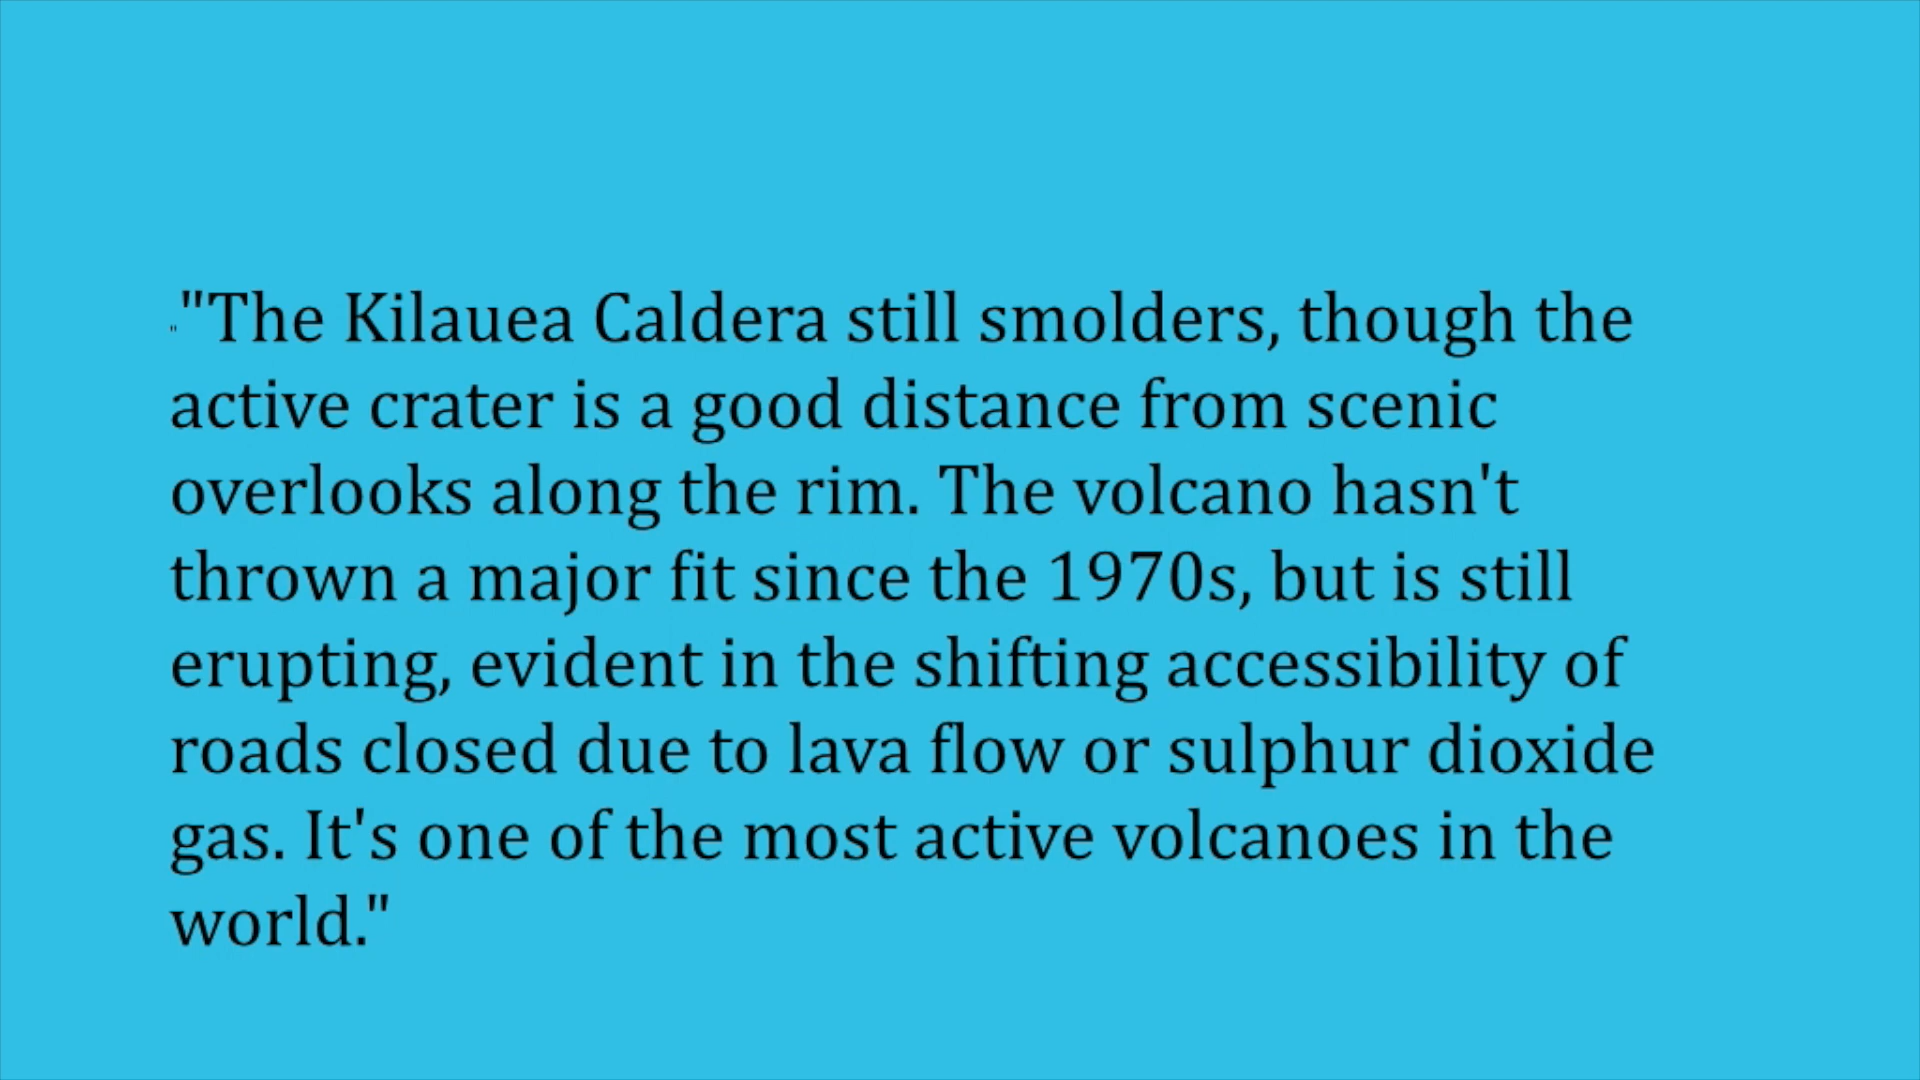 ""The Kilauea Caldera still smolders, though the
active crater is a good distance from scenic
overlooks along the rim. The volcano hasn't
thrown a major fit since the 1970s, but is still
erupting, evident in the shifting accessibility of
roads closed due to lava flow or sulphur dioxide
gas. It's one of the most active volcanoes in the
world."